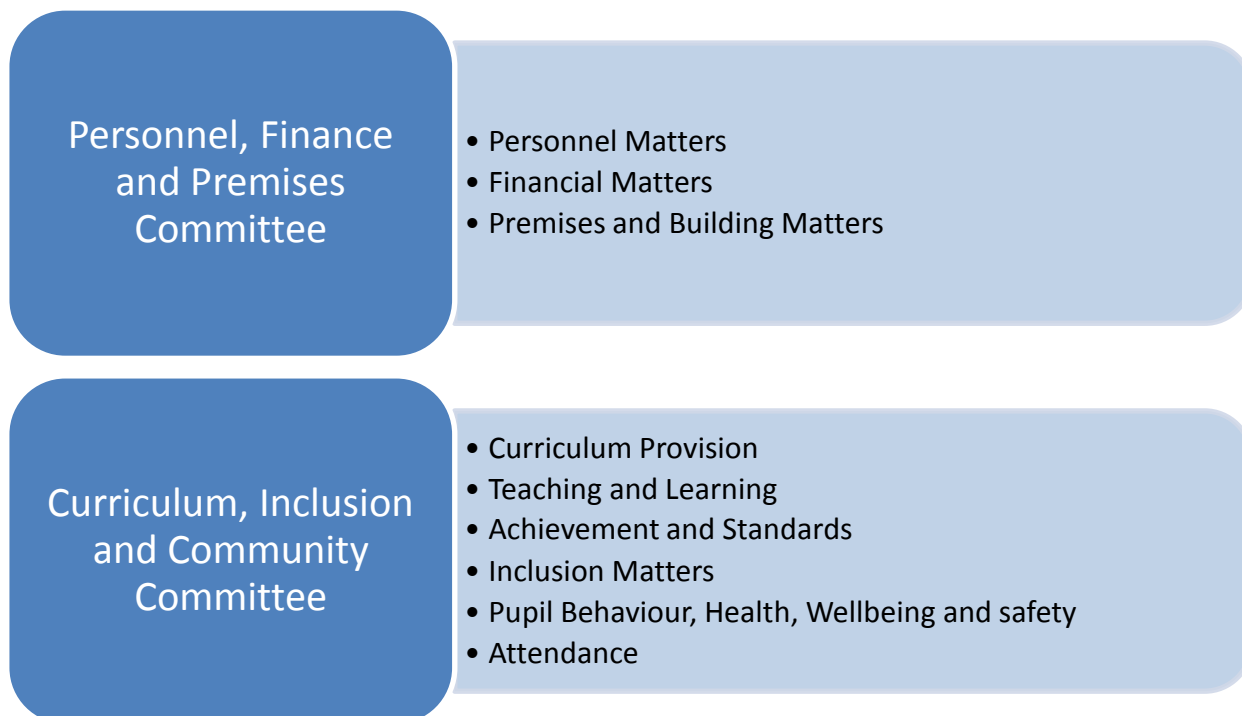 Personnel, Finance
and Premises
Committee
• Personnel Matters
• Financial Matters
• Premises and Building Matters
Curriculum, Inclusion
and Community
Committee
• Curriculum Provision
• Teaching and Learning
• Achievement and Standards
• Inclusion Matters
• Pupil Behaviour, Health, Wellbeing and safety
• Attendance